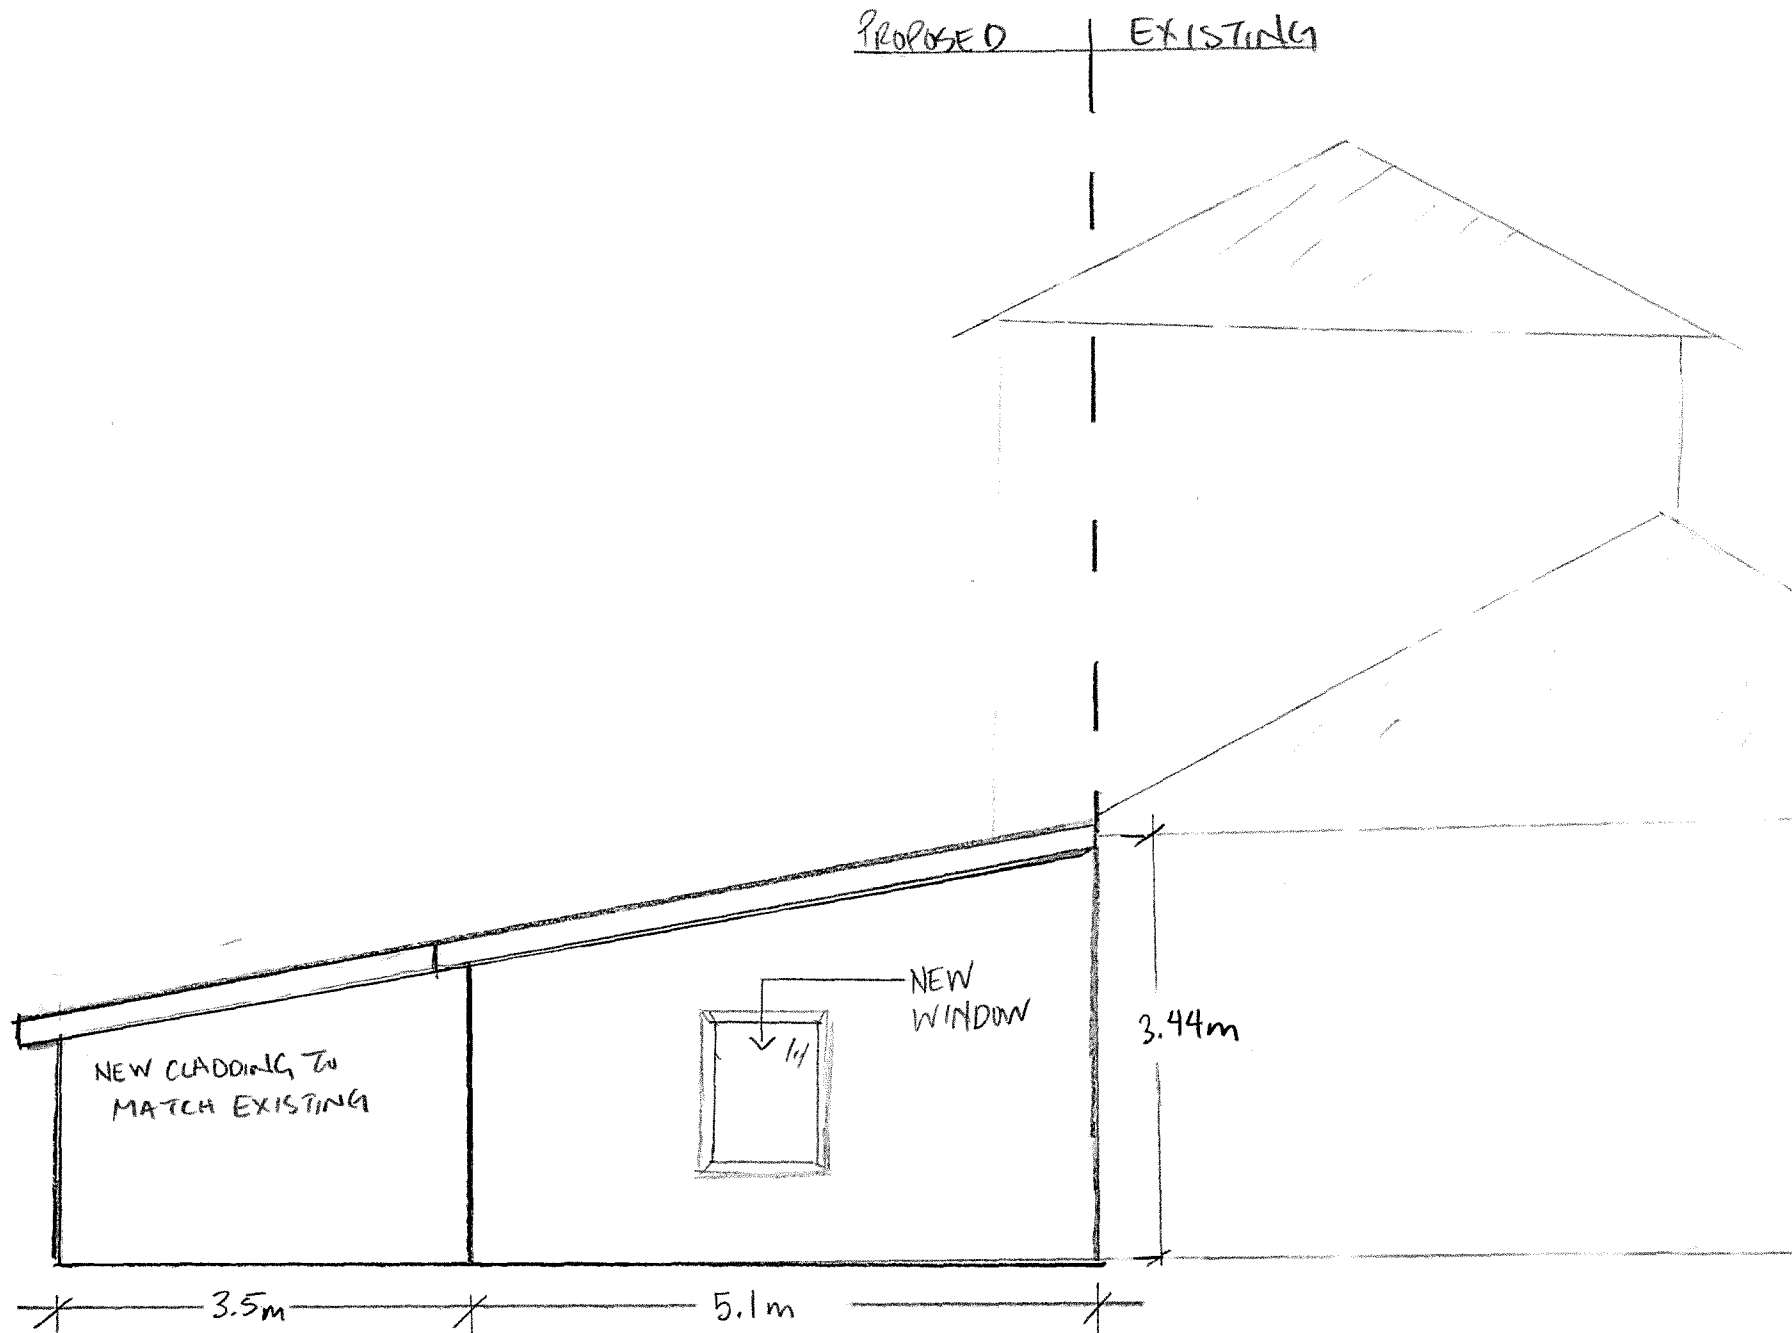 PROPOSED
EXISTING
NEW
WINDOW
3.44m
NEW CLADDING TO
MATCH EXISTING
3.5m
5.1m